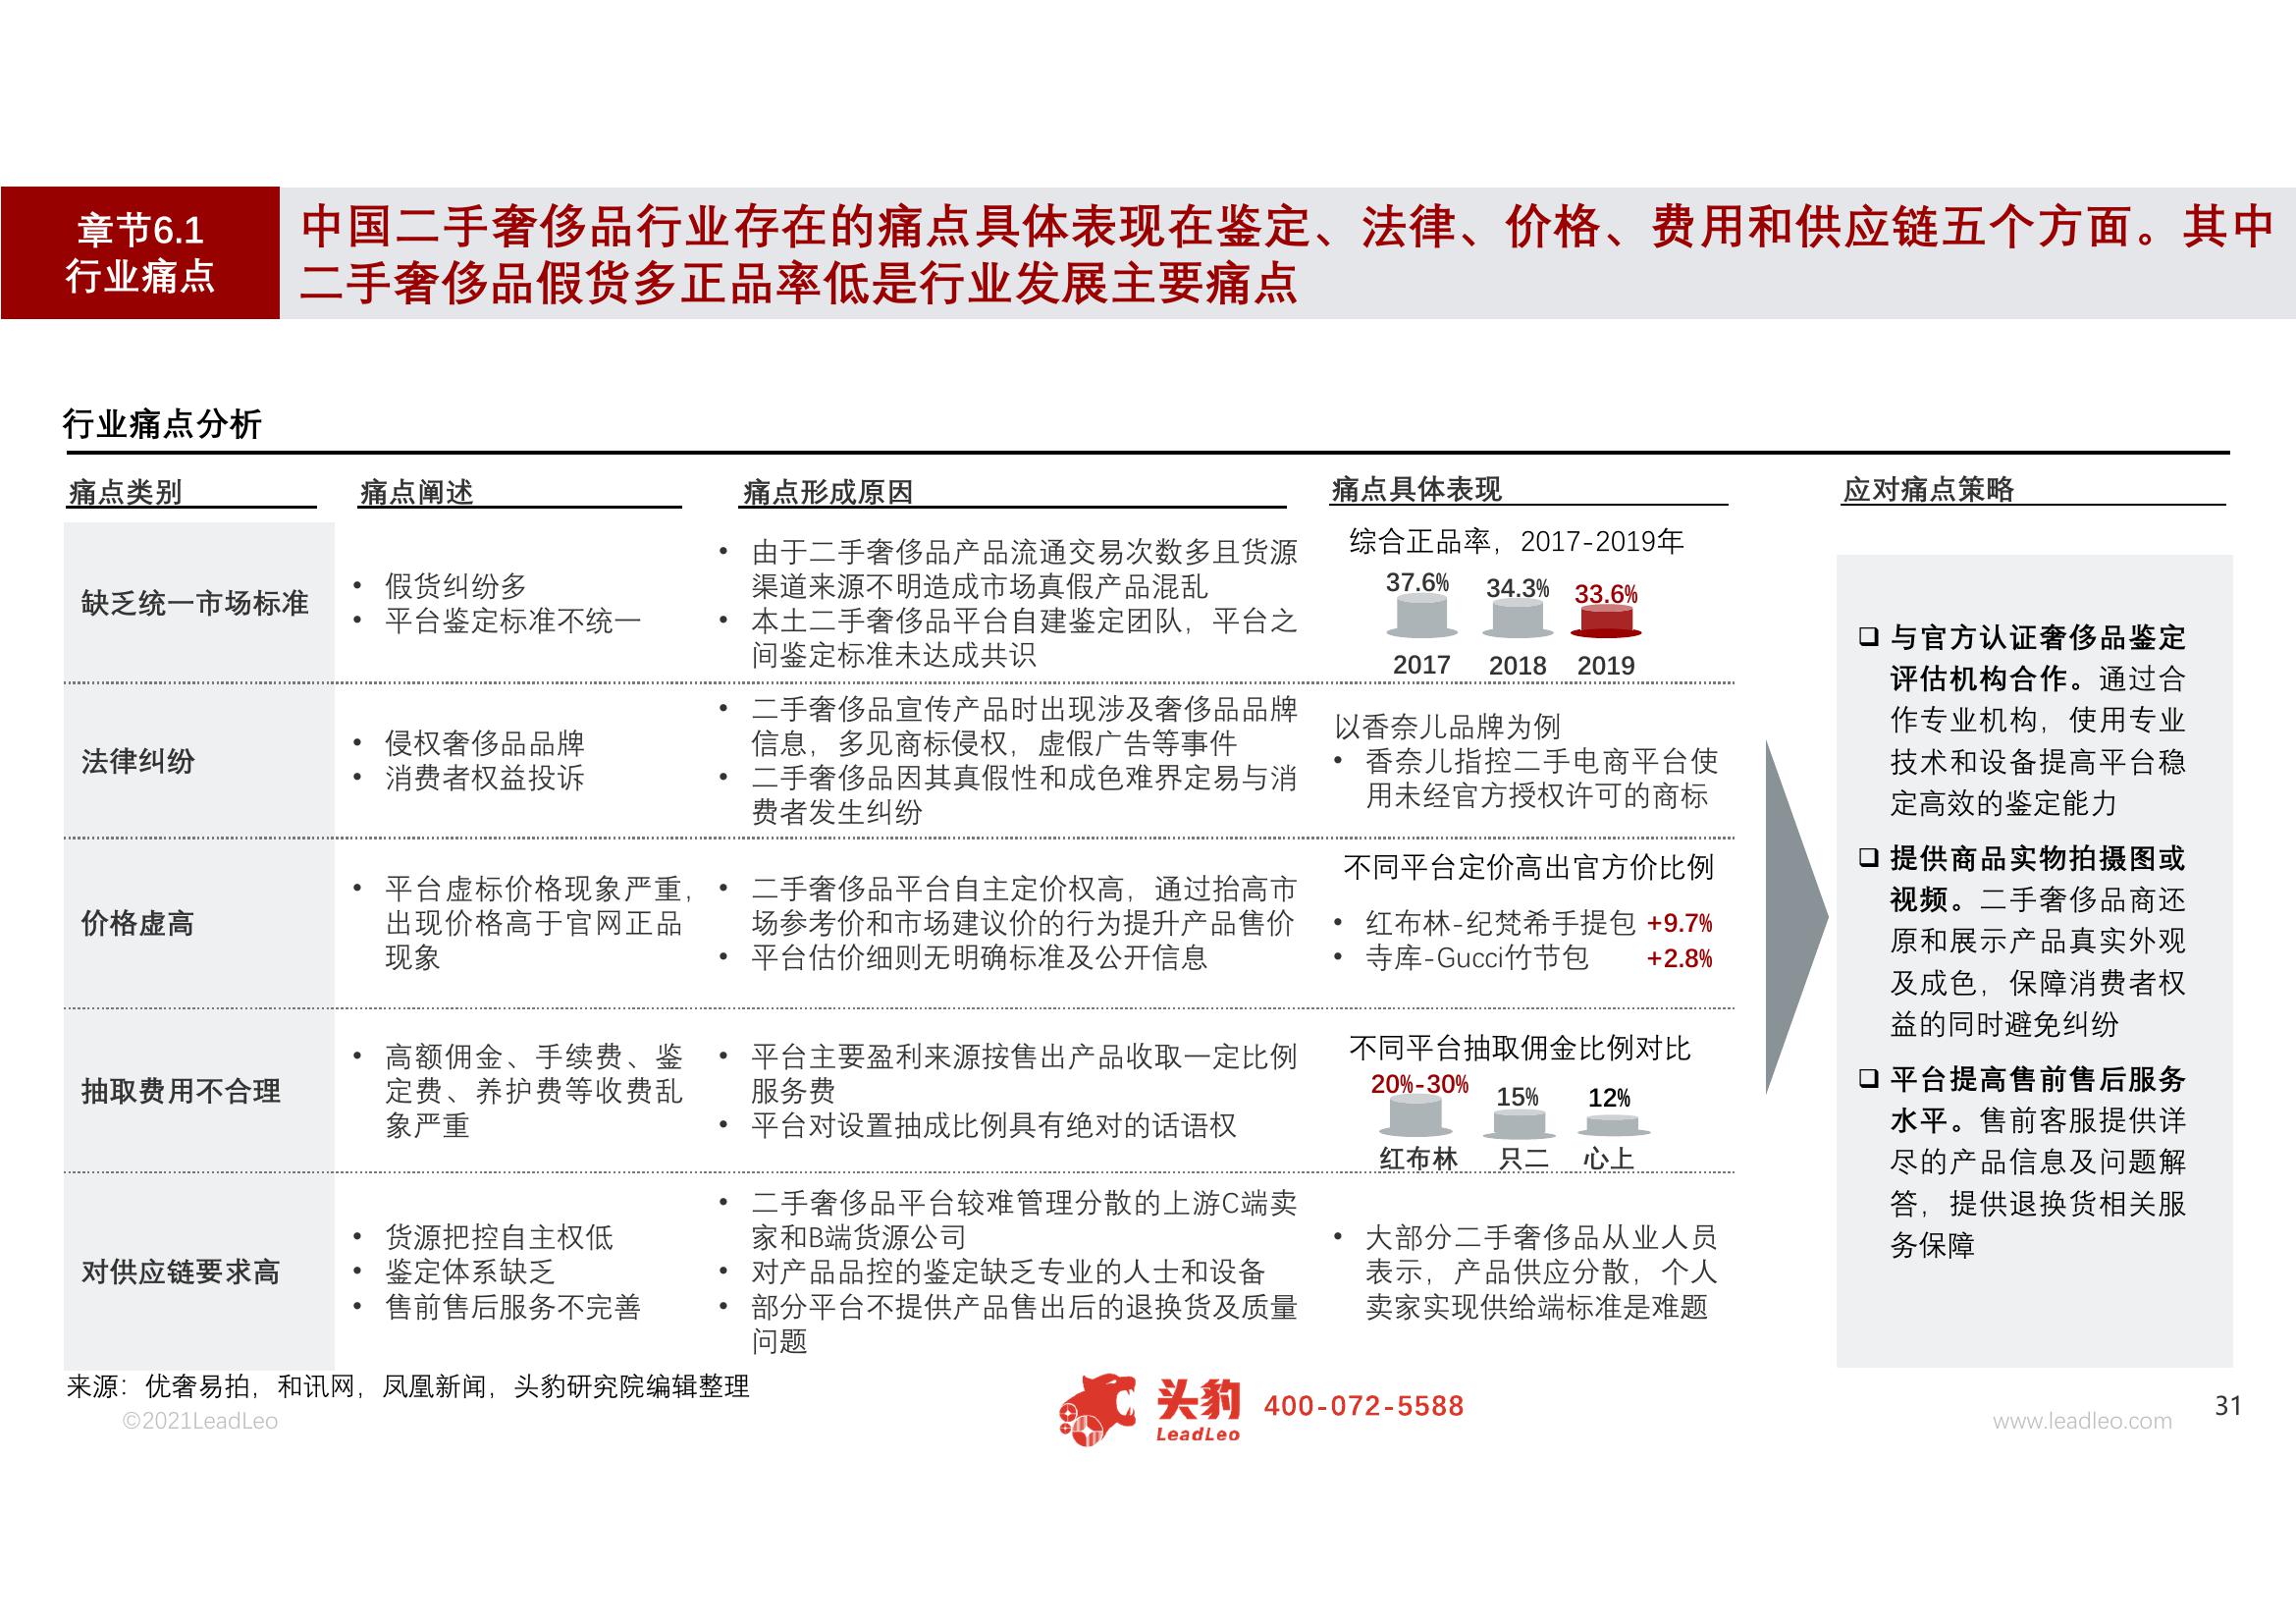 章节6.1
行业痛点
中国二手奢侈品行业存在的痛点具体表现在鉴定、法律、价格、费用和供应链五个方面。其中
二手奢侈品假货多正品率低是行业发展主要痛点
行业痛点分析
痛点类别
痛点阐述
痛点形成原因
痛点具体表现
应对痛点策略
缺乏统一市场标准
• 假货纠纷多
• 平台鉴定标准不统一
• 由于二手奢侈品产品流通交易次数多且货源
渠道来源不明造成市场真假产品混乱
• 本土二手奢侈品平台自建鉴定团队，平台之
间鉴定标准未达成共识
综合正品率，2017-2019年
37.6% 34.3% 33.6%
2017 2018 2019
法律纠纷
• 侵权奢侈品品牌
• 消费者权益投诉
• 二手奢侈品宣传产品时出现涉及奢侈品品牌
信息，多见商标侵权，虚假广告等事件
• 二手奢侈品因其真假性和成色难界定易与消
费者发生纠纷
以香奈儿品牌为例
• 香奈儿指控二手电商平台使
用未经官方授权许可的商标
价格虚高
• 平台虚标价格现象严重，
出现价格高于官网正品
现象
• 二手奢侈品平台自主定价权高，通过抬高市
场参考价和市场建议价的行为提升产品售价
• 平台估价细则无明确标准及公开信息
不同平台定价高出官方价比例
• 红布林-纪梵希手提包 +9.7%
• 寺库-Gucci竹节包 +2.8%
抽取费用不合理
• 高额佣金、手续费、鉴
定费、养护费等收费乱
象严重
• 平台主要盈利来源按售出产品收取一定比例
服务费
• 平台对设置抽成比例具有绝对的话语权
不同平台抽取佣金比例对比
20%-30% 15% 12%
红布林 只二 心上
对供应链要求高
• 货源把控自主权低
• 鉴定体系缺乏
• 售前售后服务不完善
• 二手奢侈品平台较难管理分散的上游C端卖
家和B端货源公司
• 对产品品控的鉴定缺乏专业的人士和设备
• 部分平台不提供产品售出后的退换货及质量
问题
• 大部分二手奢侈品从业人员
表示，产品供应分散，个人
卖家实现供给端标准是难题
❑ 与官方认证奢侈品鉴定
评估机构合作。通过合
作专业机构，使用专业
技术和设备提高平台稳
定高效的鉴定能力
❑ 提供商品实物拍摄图或
视频。二手奢侈品商还
原和展示产品真实外观
及成色，保障消费者权
益的同时避免纠纷
❑ 平台提高售前售后服务
水平。售前客服提供详
尽的产品信息及问题解
答，提供退换货相关服
务保障
来源：优奢易拍，和讯网，凤凰新闻，头豹研究院编辑整理
©2021LeadLeo
头豹
LeadLeo
400-072-5588
www.leadleo.com
31